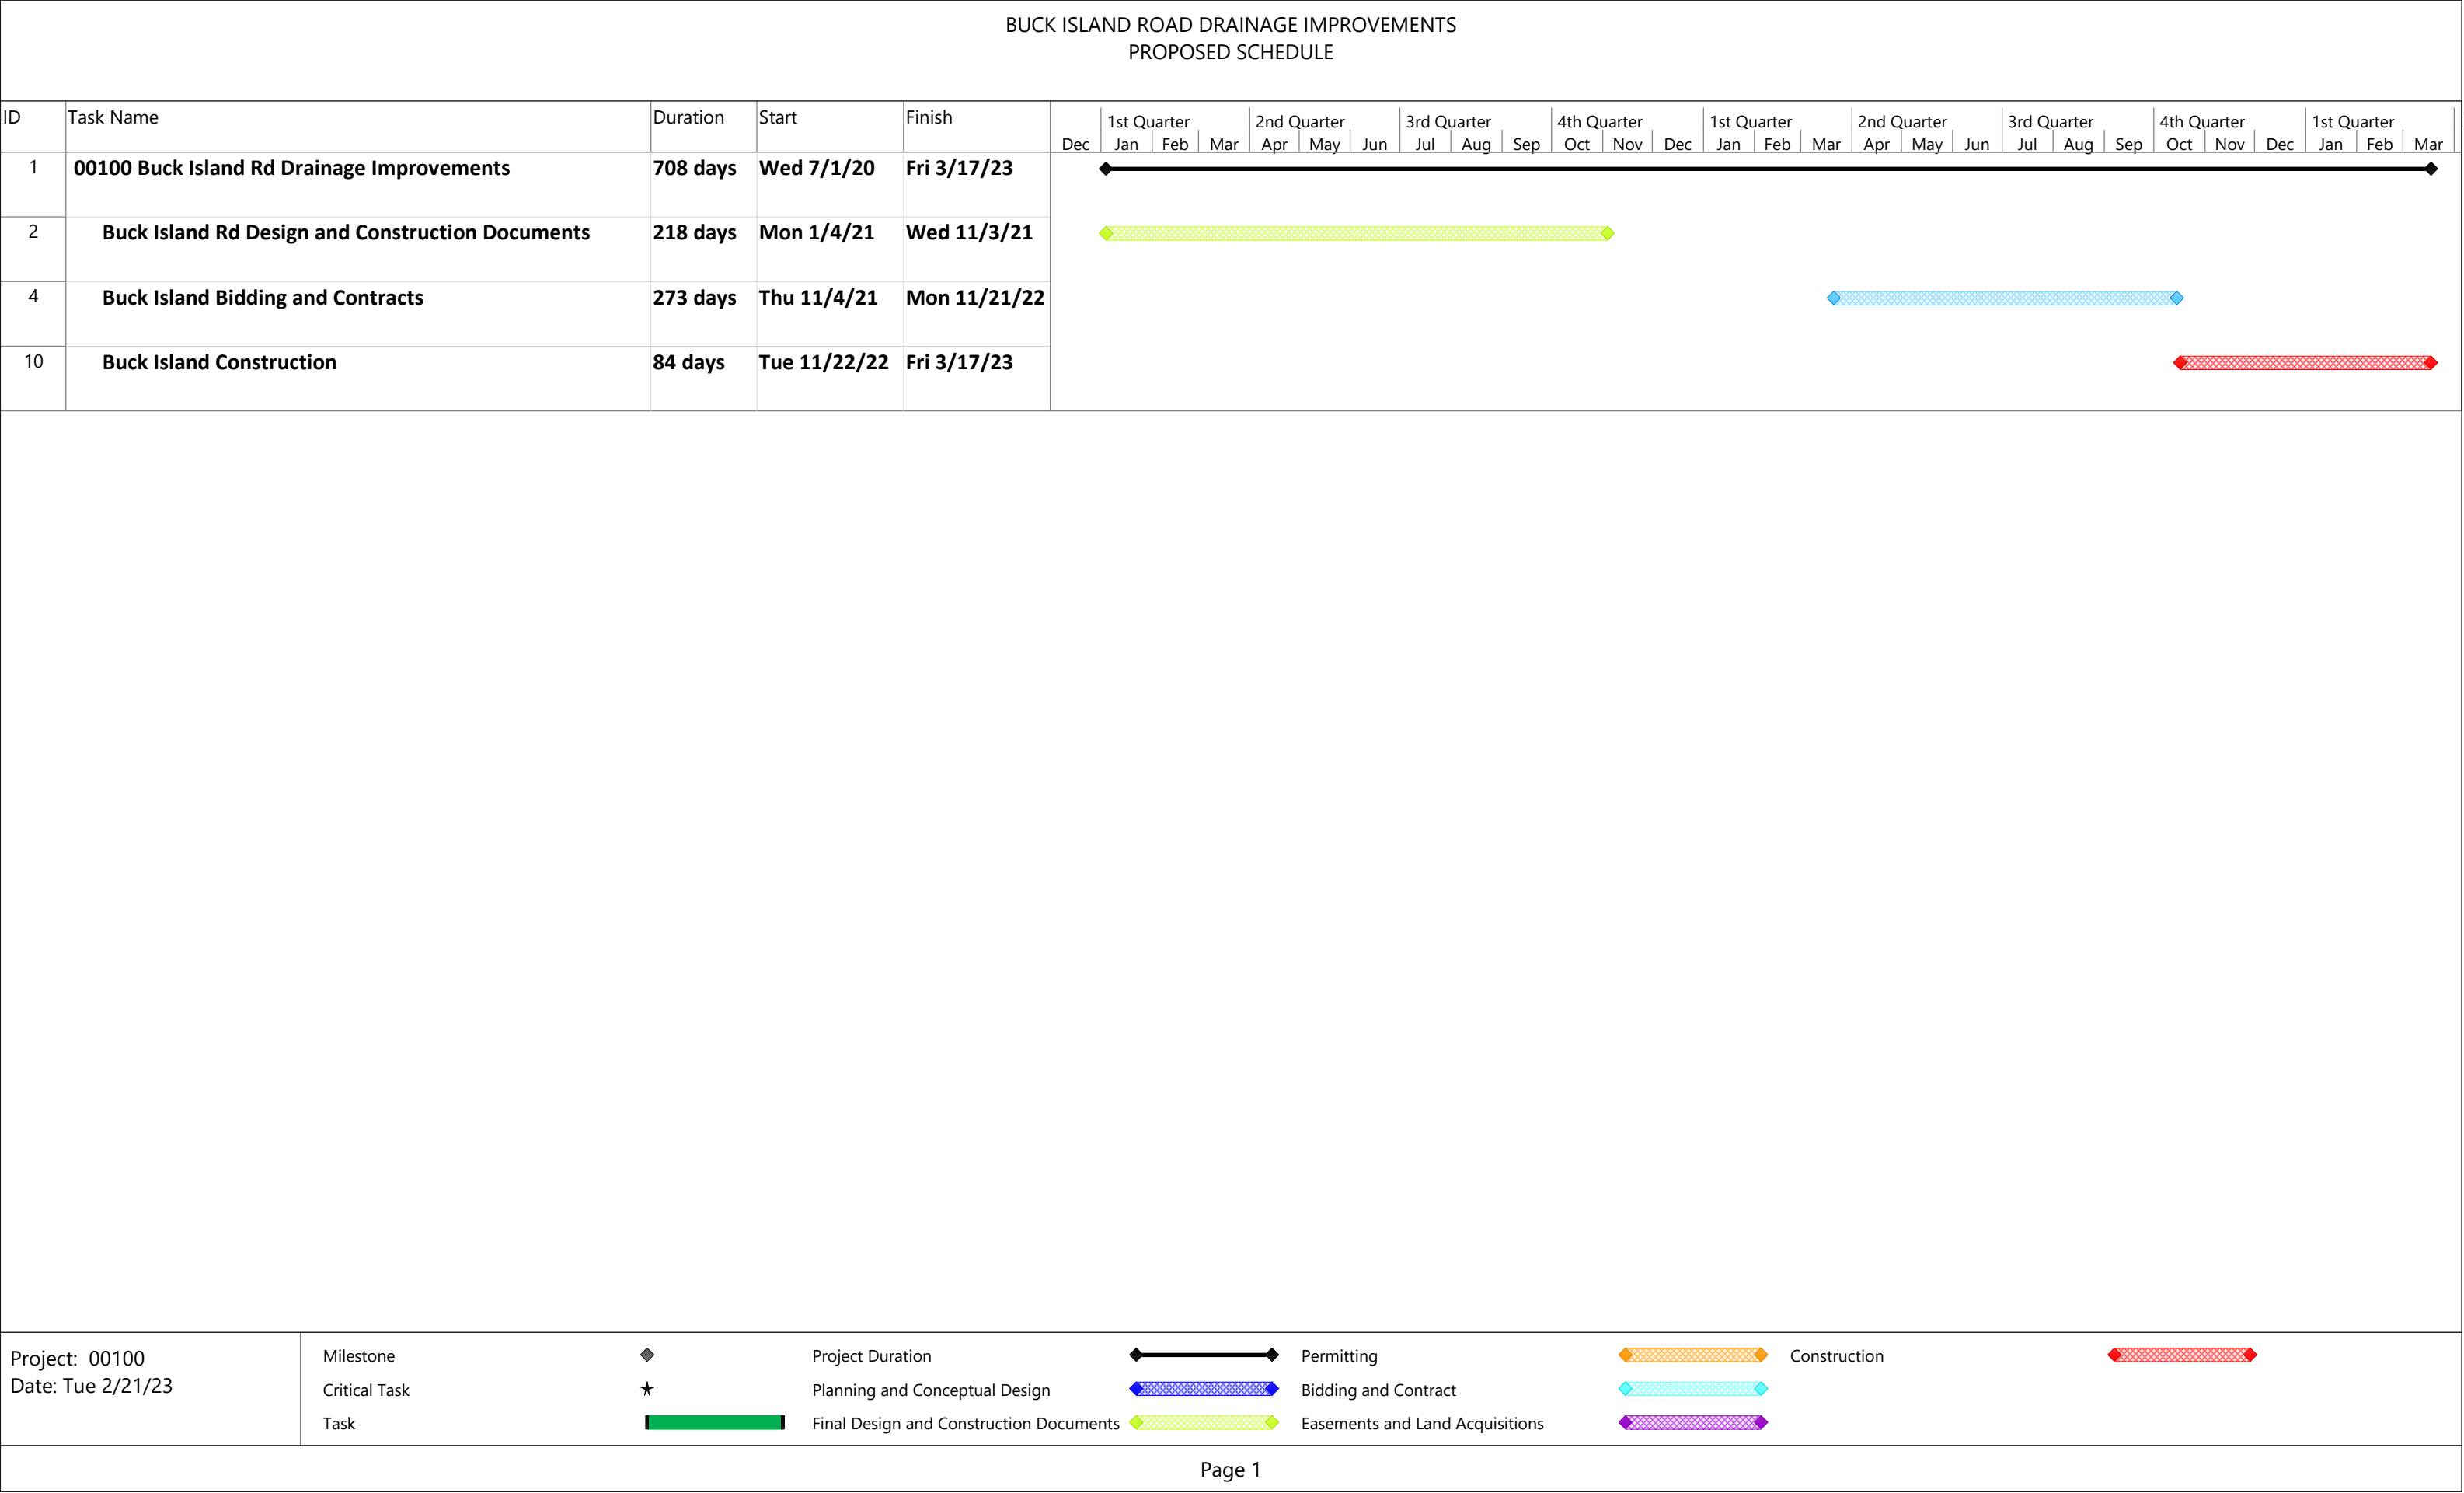 BUCK ISLAND ROAD DRAINAGE IMPROVEMENTS
PROPOSED SCHEDULE
ID Task Name Duration Start Finish
1st Quarter 2nd Quarter 3rd Quarter 4th Quarter 1st Quarter 2nd Quarter 3rd Quarter 4th Quarter 1st Quarter
Dec Jan Feb Mar Apr May Jun Jul Aug Sep Oct Nov Dec Jan Feb Mar Apr May Jun Jul Aug Sep Oct Nov Dec Jan Feb Mar
1 00100 Buck Island Rd Drainage Improvements 708 days Wed 7/1/20 Fri 3/17/23
2 Buck Island Rd Design and Construction Documents 218 days Mon 1/4/21 Wed 11/3/21
4 Buck Island Bidding and Contracts 273 days Thu 11/4/21 Mon 11/21/22
10 Buck Island Construction 84 days Tue 11/22/22 Fri 3/17/23
Project: 00100
Date: Tue 2/21/23
Milestone Project Duration Permitting Construction
Critical Task Planning and Conceptual Design Bidding and Contract
Task Final Design and Construction Documents Easements and Land Acquisitions
Page 1